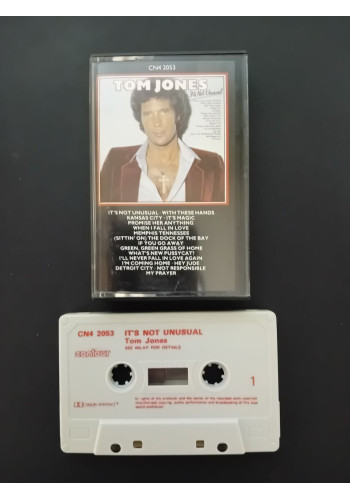 CN4 2053
TOM JONES
It's Not Unusual
IT'S NOT UNUSUAL · WITH THESE HANDS
KANSAS CITY · IT'S MAGIC
PROMISE HER ANYTHING
WHEN I FALL IN LOVE
MEMPHIS TENNESSEE
(SITTIN' ON) THE DOCK OF THE BAY
IF YOU GO AWAY
GREEN, GREEN GRASS OF HOME
WHAT'S NEW PUSSYCAT?
I'LL NEVER FALL IN LOVE AGAIN
I'M COMING HOME · HEY JUDE
DETROIT CITY · NOT RESPONSIBLE
MY PRAYER
CN4 2053 IT'S NOT UNUSUAL
Tom Jones
SEE INLAY FOR DETAILS
contour
1
DOLBY SYSTEM